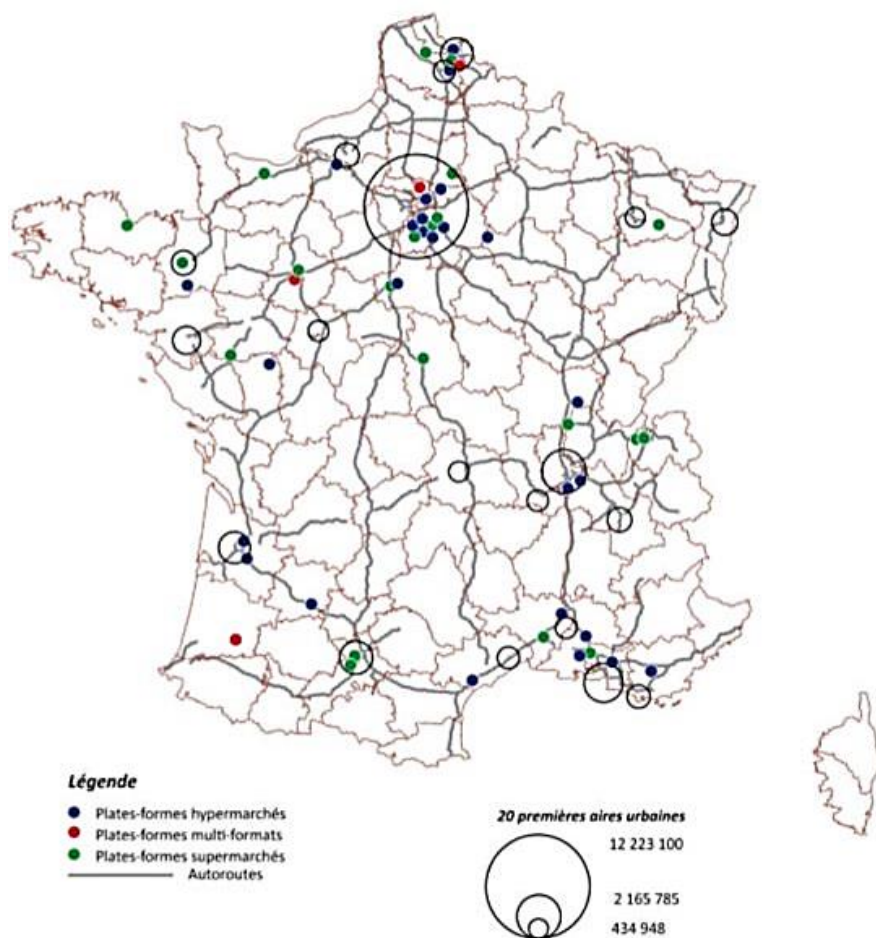 Légende
Plates-formes hypermarchés
Plates-formes multi-formats
Plates-formes supermarchés
Autoroutes
20 premières aires urbaines
12 223 100
2 165 785
434 948